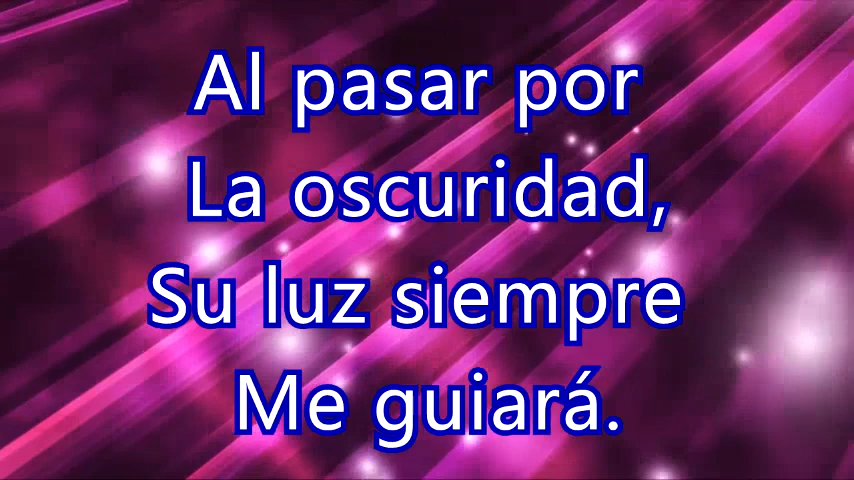 Al pasar por
La oscuridad,
Su luz siempre
Me guiará.